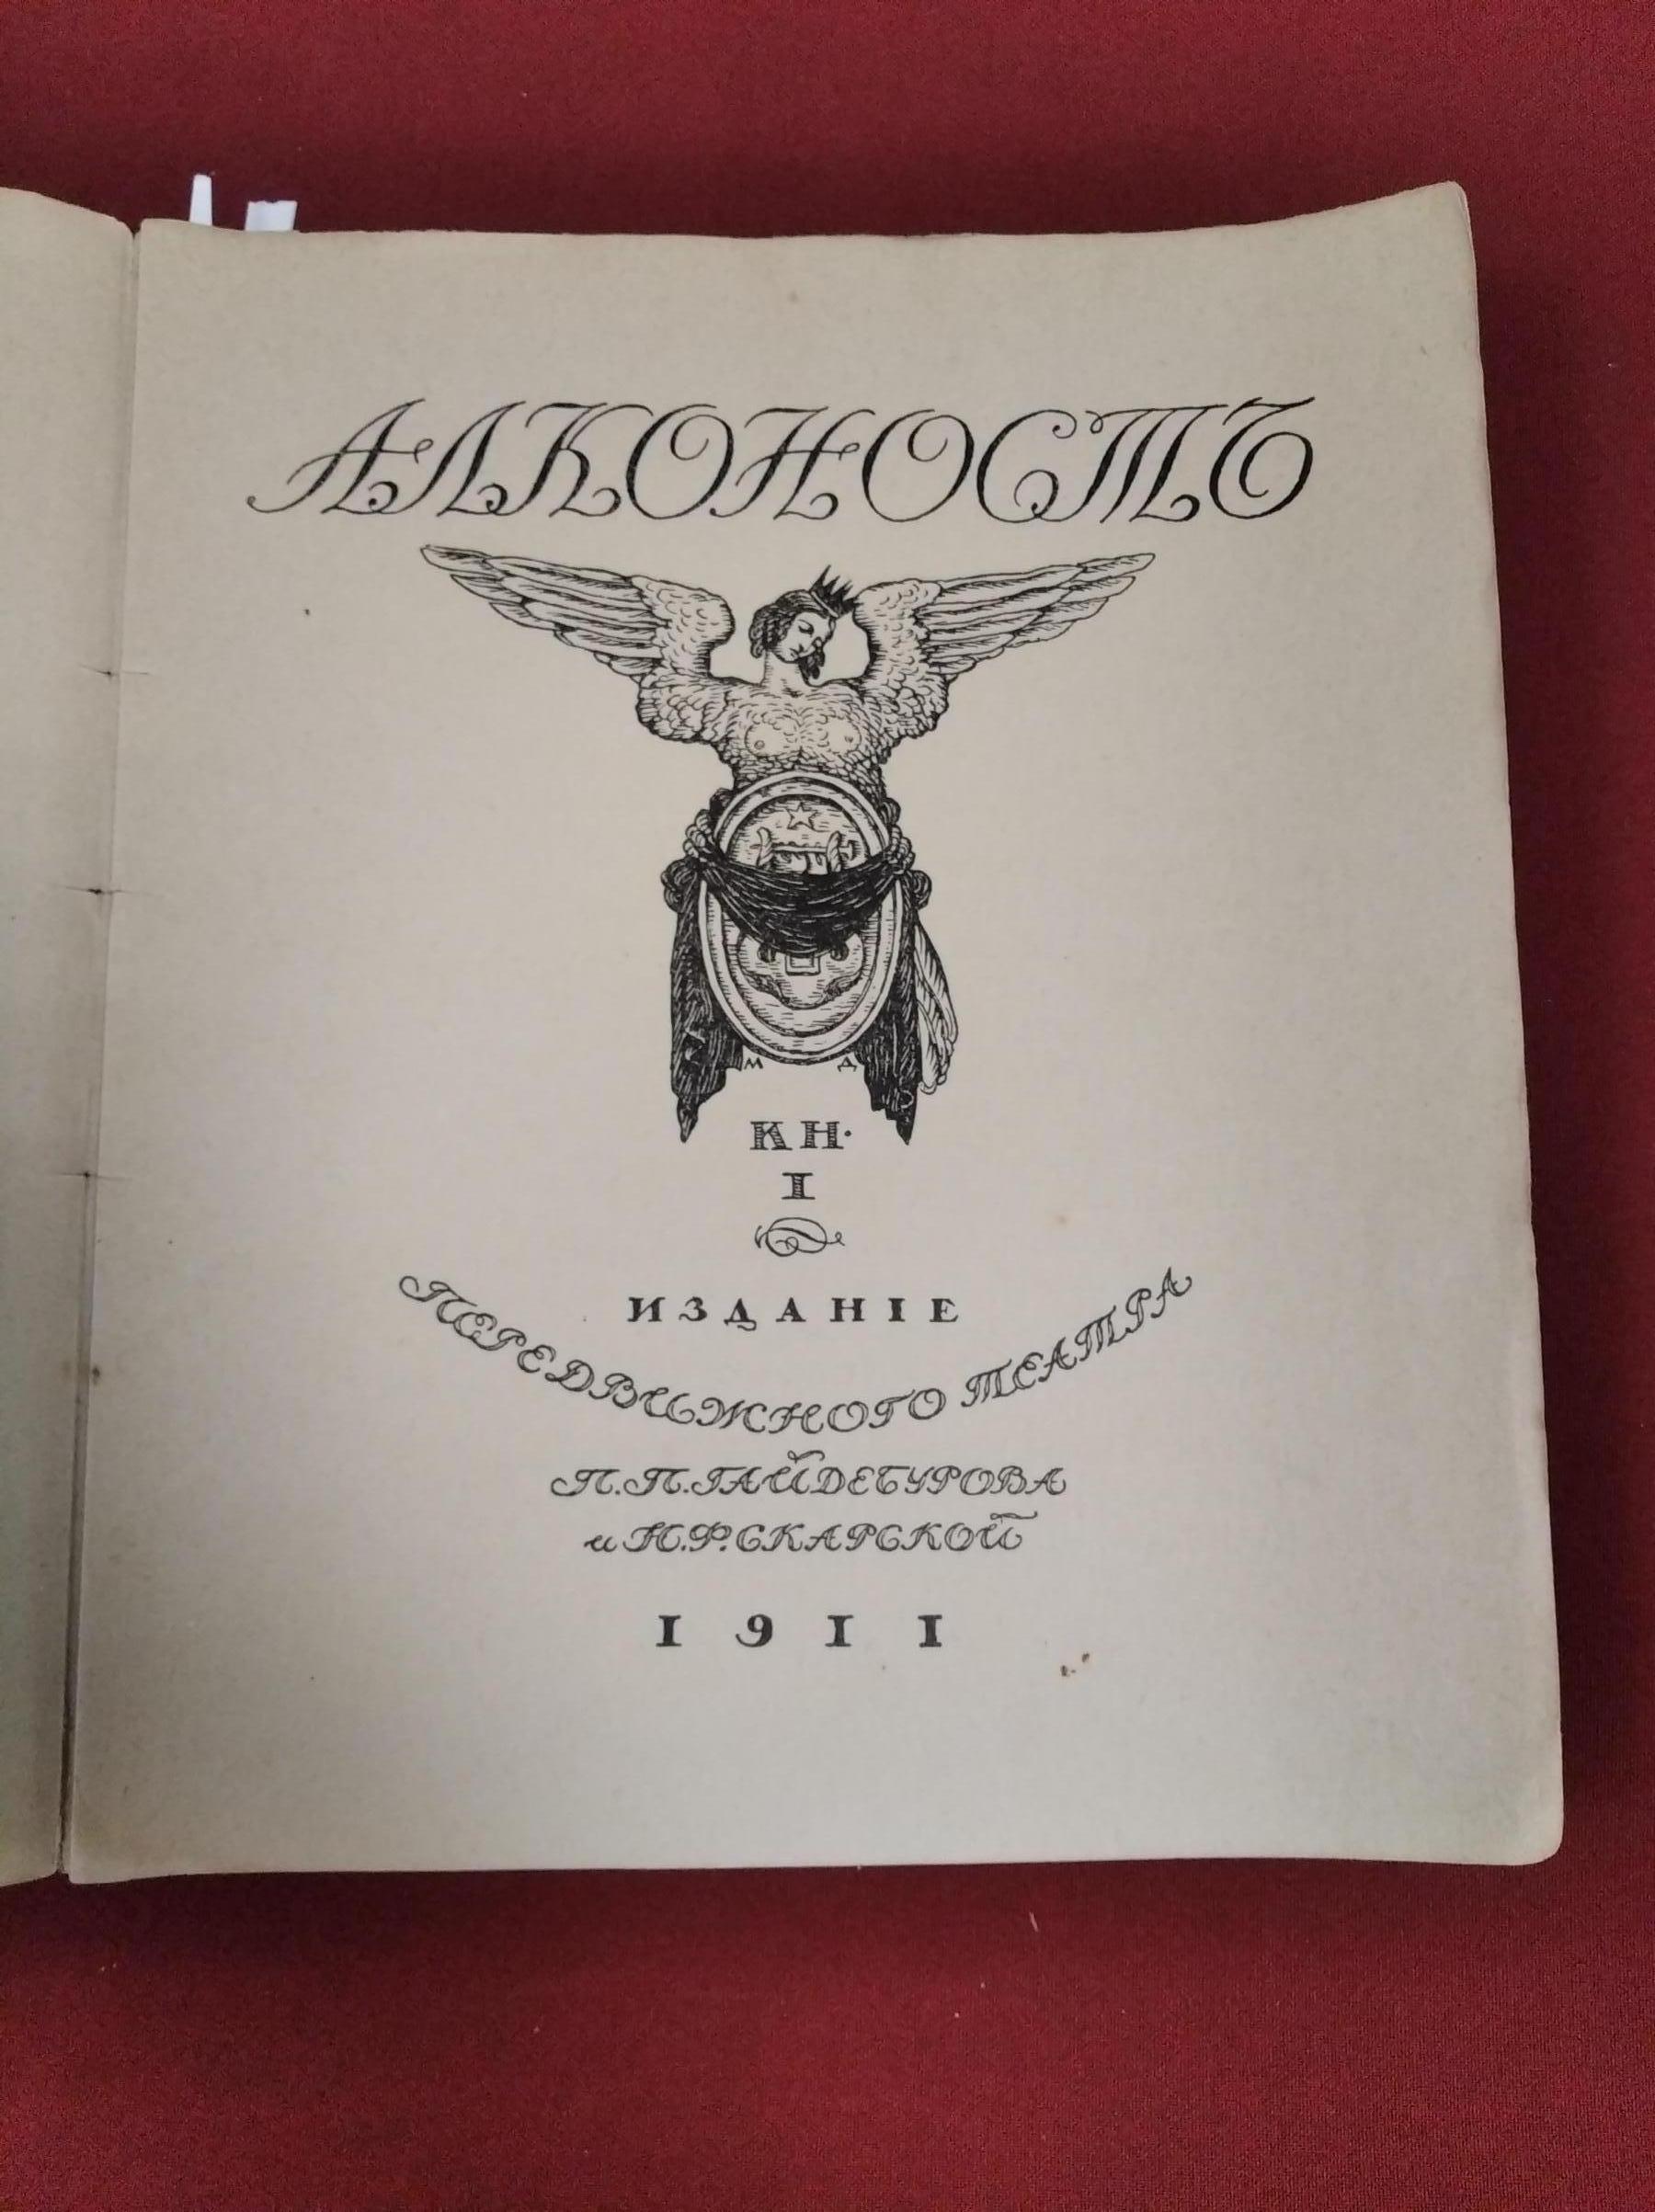 АЛКОНОСТЪ
М Д
КН.
I
ИЗДАНІЕ
ПЕРЕДВИЖНОГО ТЕАТРА
П.П.ГАЙДЕБУРОВА
и Н.Ф.СКАРСКОЙ
1911